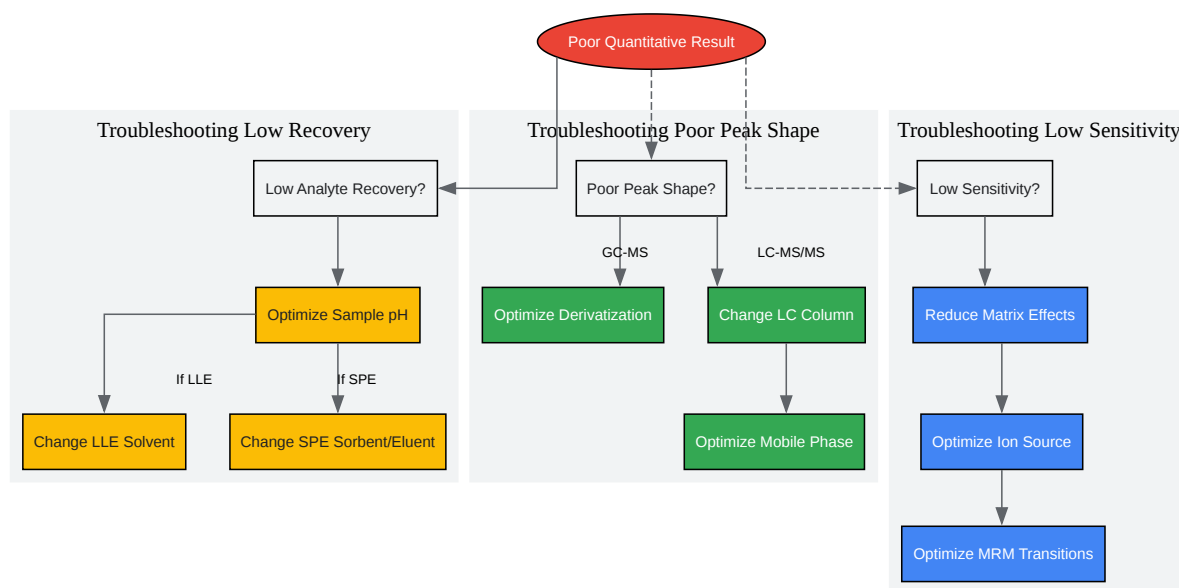 Poor Quantitative Result
Troubleshooting Low Recovery
Troubleshooting Poor Peak Shape
Troubleshooting Low Sensitivity
Low Analyte Recovery?
Poor Peak Shape?
Low Sensitivity?
GC-MS
LC-MS/MS
Optimize Sample pH
Optimize Derivatization
Change LC Column
Reduce Matrix Effects
If LLE
If SPE
Change LLE Solvent
Change SPE Sorbent/Eluent
Optimize Mobile Phase
Optimize Ion Source
Optimize MRM Transitions